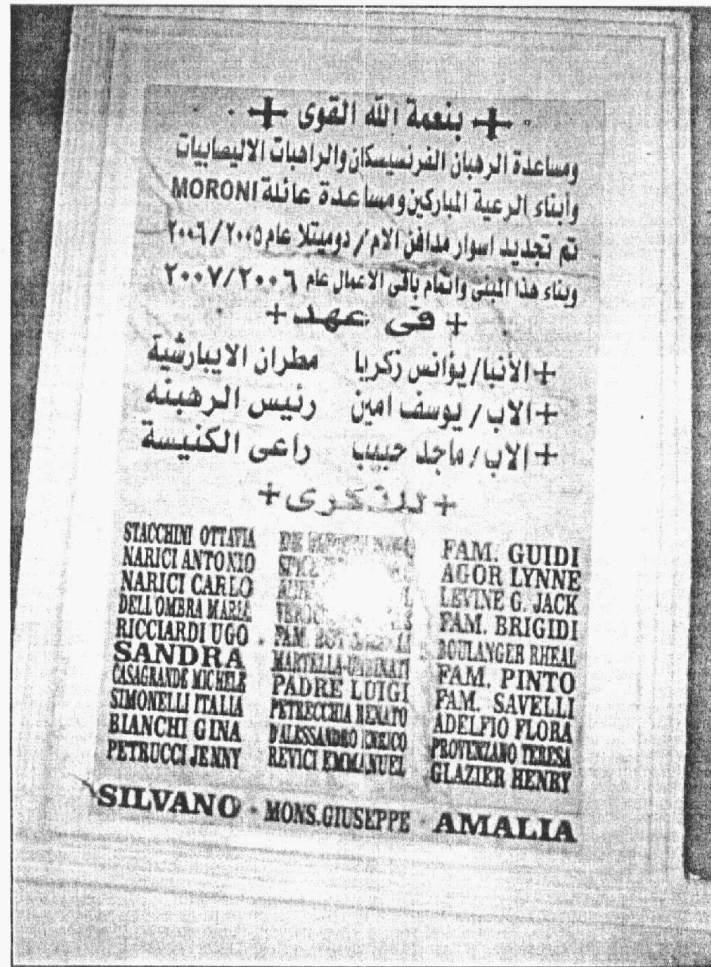 + بنعمة الله القوى +
ومساعدة الرهبان الفرنسيسكان والراهبات الاليصابيات
وأبناء الرعية المباركين ومساعدة عائلة MORONI
تم تجديد اسوار مدافن الام / دوميتلا عام ٢٠٠٥/٢٠٠٦
وبناء هذا المبنى واتمام باقى الاعمال عام ٢٠٠٦/٢٠٠٧
+ فى عهد +
+ الأنبا / يؤانس زكريا مطران الايبارشية
+ الاب / يوسف امين رئيس الرهبنه
+ الاب / ماجد حبيب راعى الكنيسة
+ للذكرى +
STACCHINI OTTAVIA
NARICI ANTONIO
NARICI CARLO
DELL OMBRA MARIA
RICCIARDI UGO
SANDRA
CASAGRANDE MICHELE
SIMONELLI ITALIA
BIANCHI GINA
PETRUCCI JENNY
FAM.
MARTELLA-URBINATI
PADRE LUIGI
PETRECCHIA RENATO
D'ALESSANDRO ENRICO
REVICI EMMANUEL
FAM. GUIDI
AGOR LYNNE
LEVINE G. JACK
FAM. BRIGIDI
BOULANGER RHEAL
FAM. PINTO
FAM. SAVELLI
ADELFIO FLORA
PROVENZANO TERESA
GLAZIER HENRY
SILVANO - MONS.GIUSEPPE - AMALIA